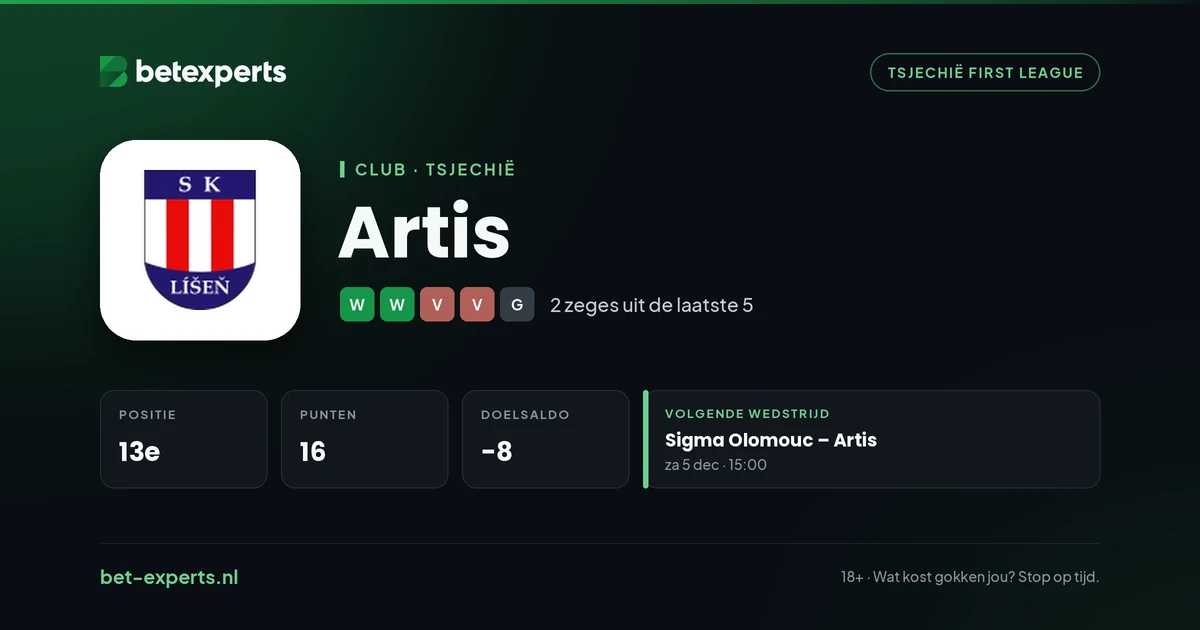 betexperts
TSJECHIË FIRST LEAGUE
S K
LÍŠEŇ
CLUB · TSJECHIË
Artis
W W V V G 2 zeges uit de laatste 5
POSITIE
13e
PUNTEN
16
DOELSALDO
-8
VOLGENDE WEDSTRIJD
Sigma Olomouc – Artis
za 5 dec · 15:00
bet-experts.nl
18+ · Wat kost gokken jou? Stop op tijd.